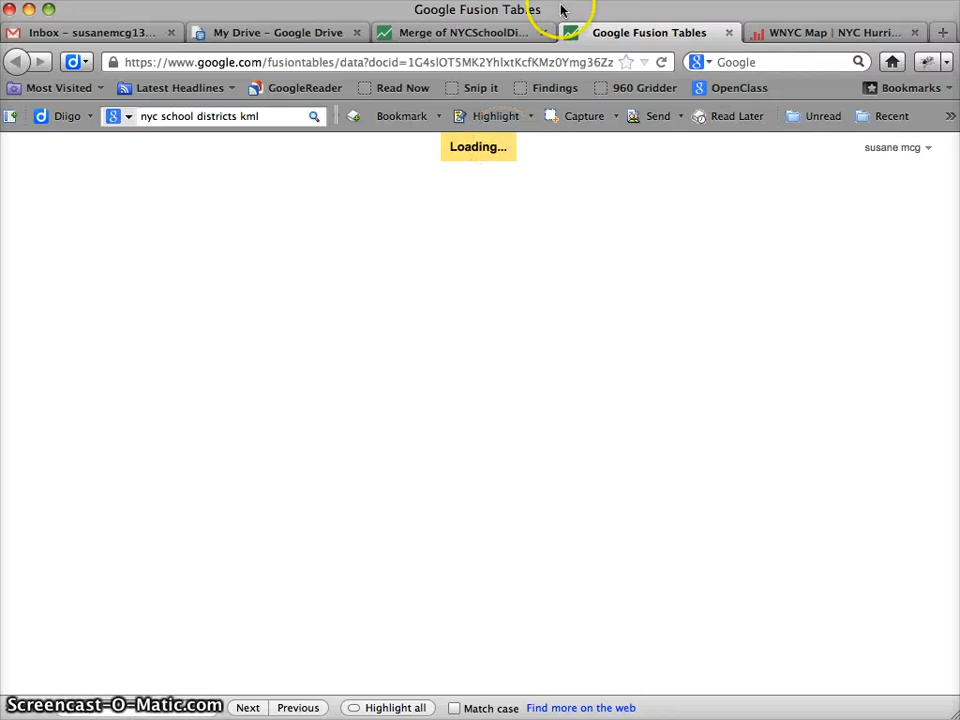 Google Fusion Tables
Inbox – susanemcg13... My Drive – Google Drive Merge of NYCSchoolDi... Google Fusion Tables WNYC Map | NYC Hurri...
https://www.google.com/fusiontables/data?docid=1G4slOT5MK2YhlxtKcfKMz0Ymg36Zz Google
Most Visited Latest Headlines GoogleReader Read Now Snip it Findings 960 Gridder OpenClass Bookmarks
Diigo nyc school districts kml Bookmark Highlight Capture Send Read Later Unread Recent
Loading... susane mcg
Screencast-O-Matic.com Next Previous Highlight all Match case Find more on the web